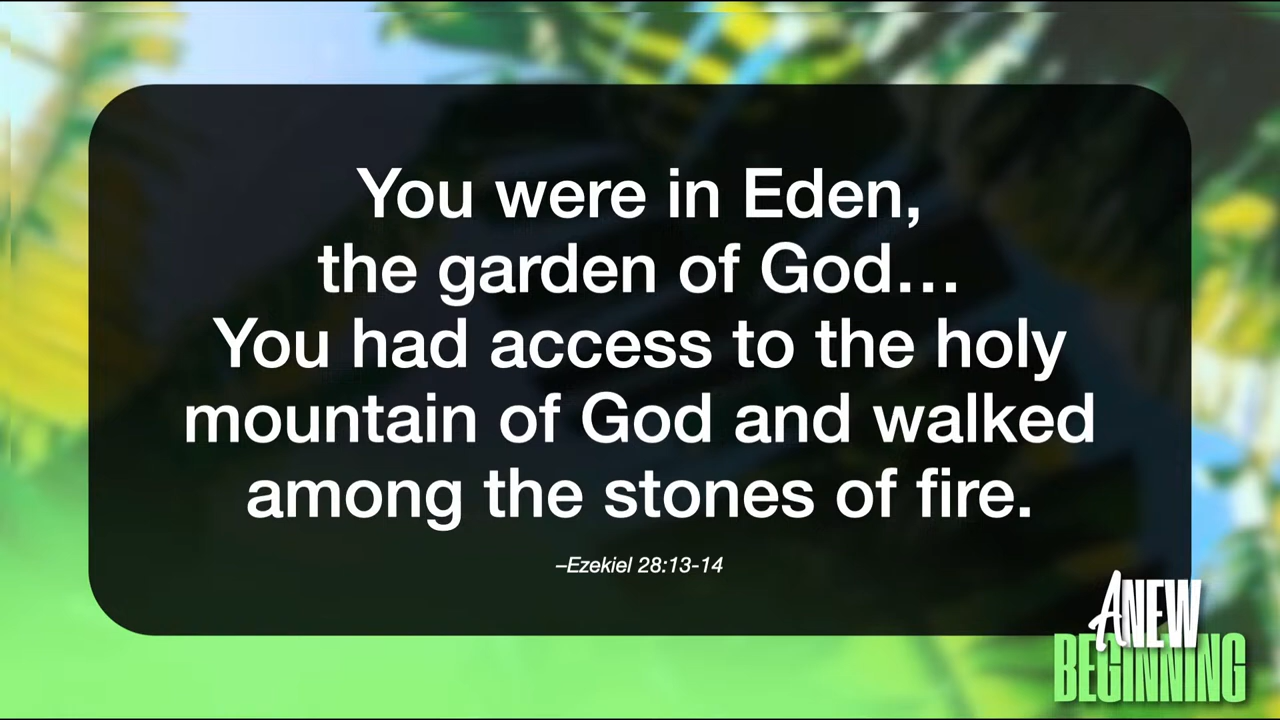 You were in Eden,
the garden of God...
You had access to the holy
mountain of God and walked
among the stones of fire.
–Ezekiel 28:13-14
A NEW
BEGINNING